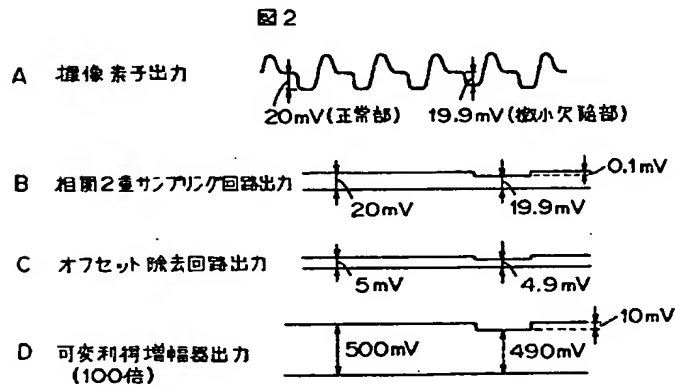 図2
A 撮像素子出力
20mV(正常部) 19.9mV(微小欠陥部)
B 相関2重サンプリング回路出力
0.1mV
20mV 19.9mV
C オフセット除去回路出力
5mV 4.9mV
10mV
D 可変利得増幅器出力
(100倍)
500mV 490mV